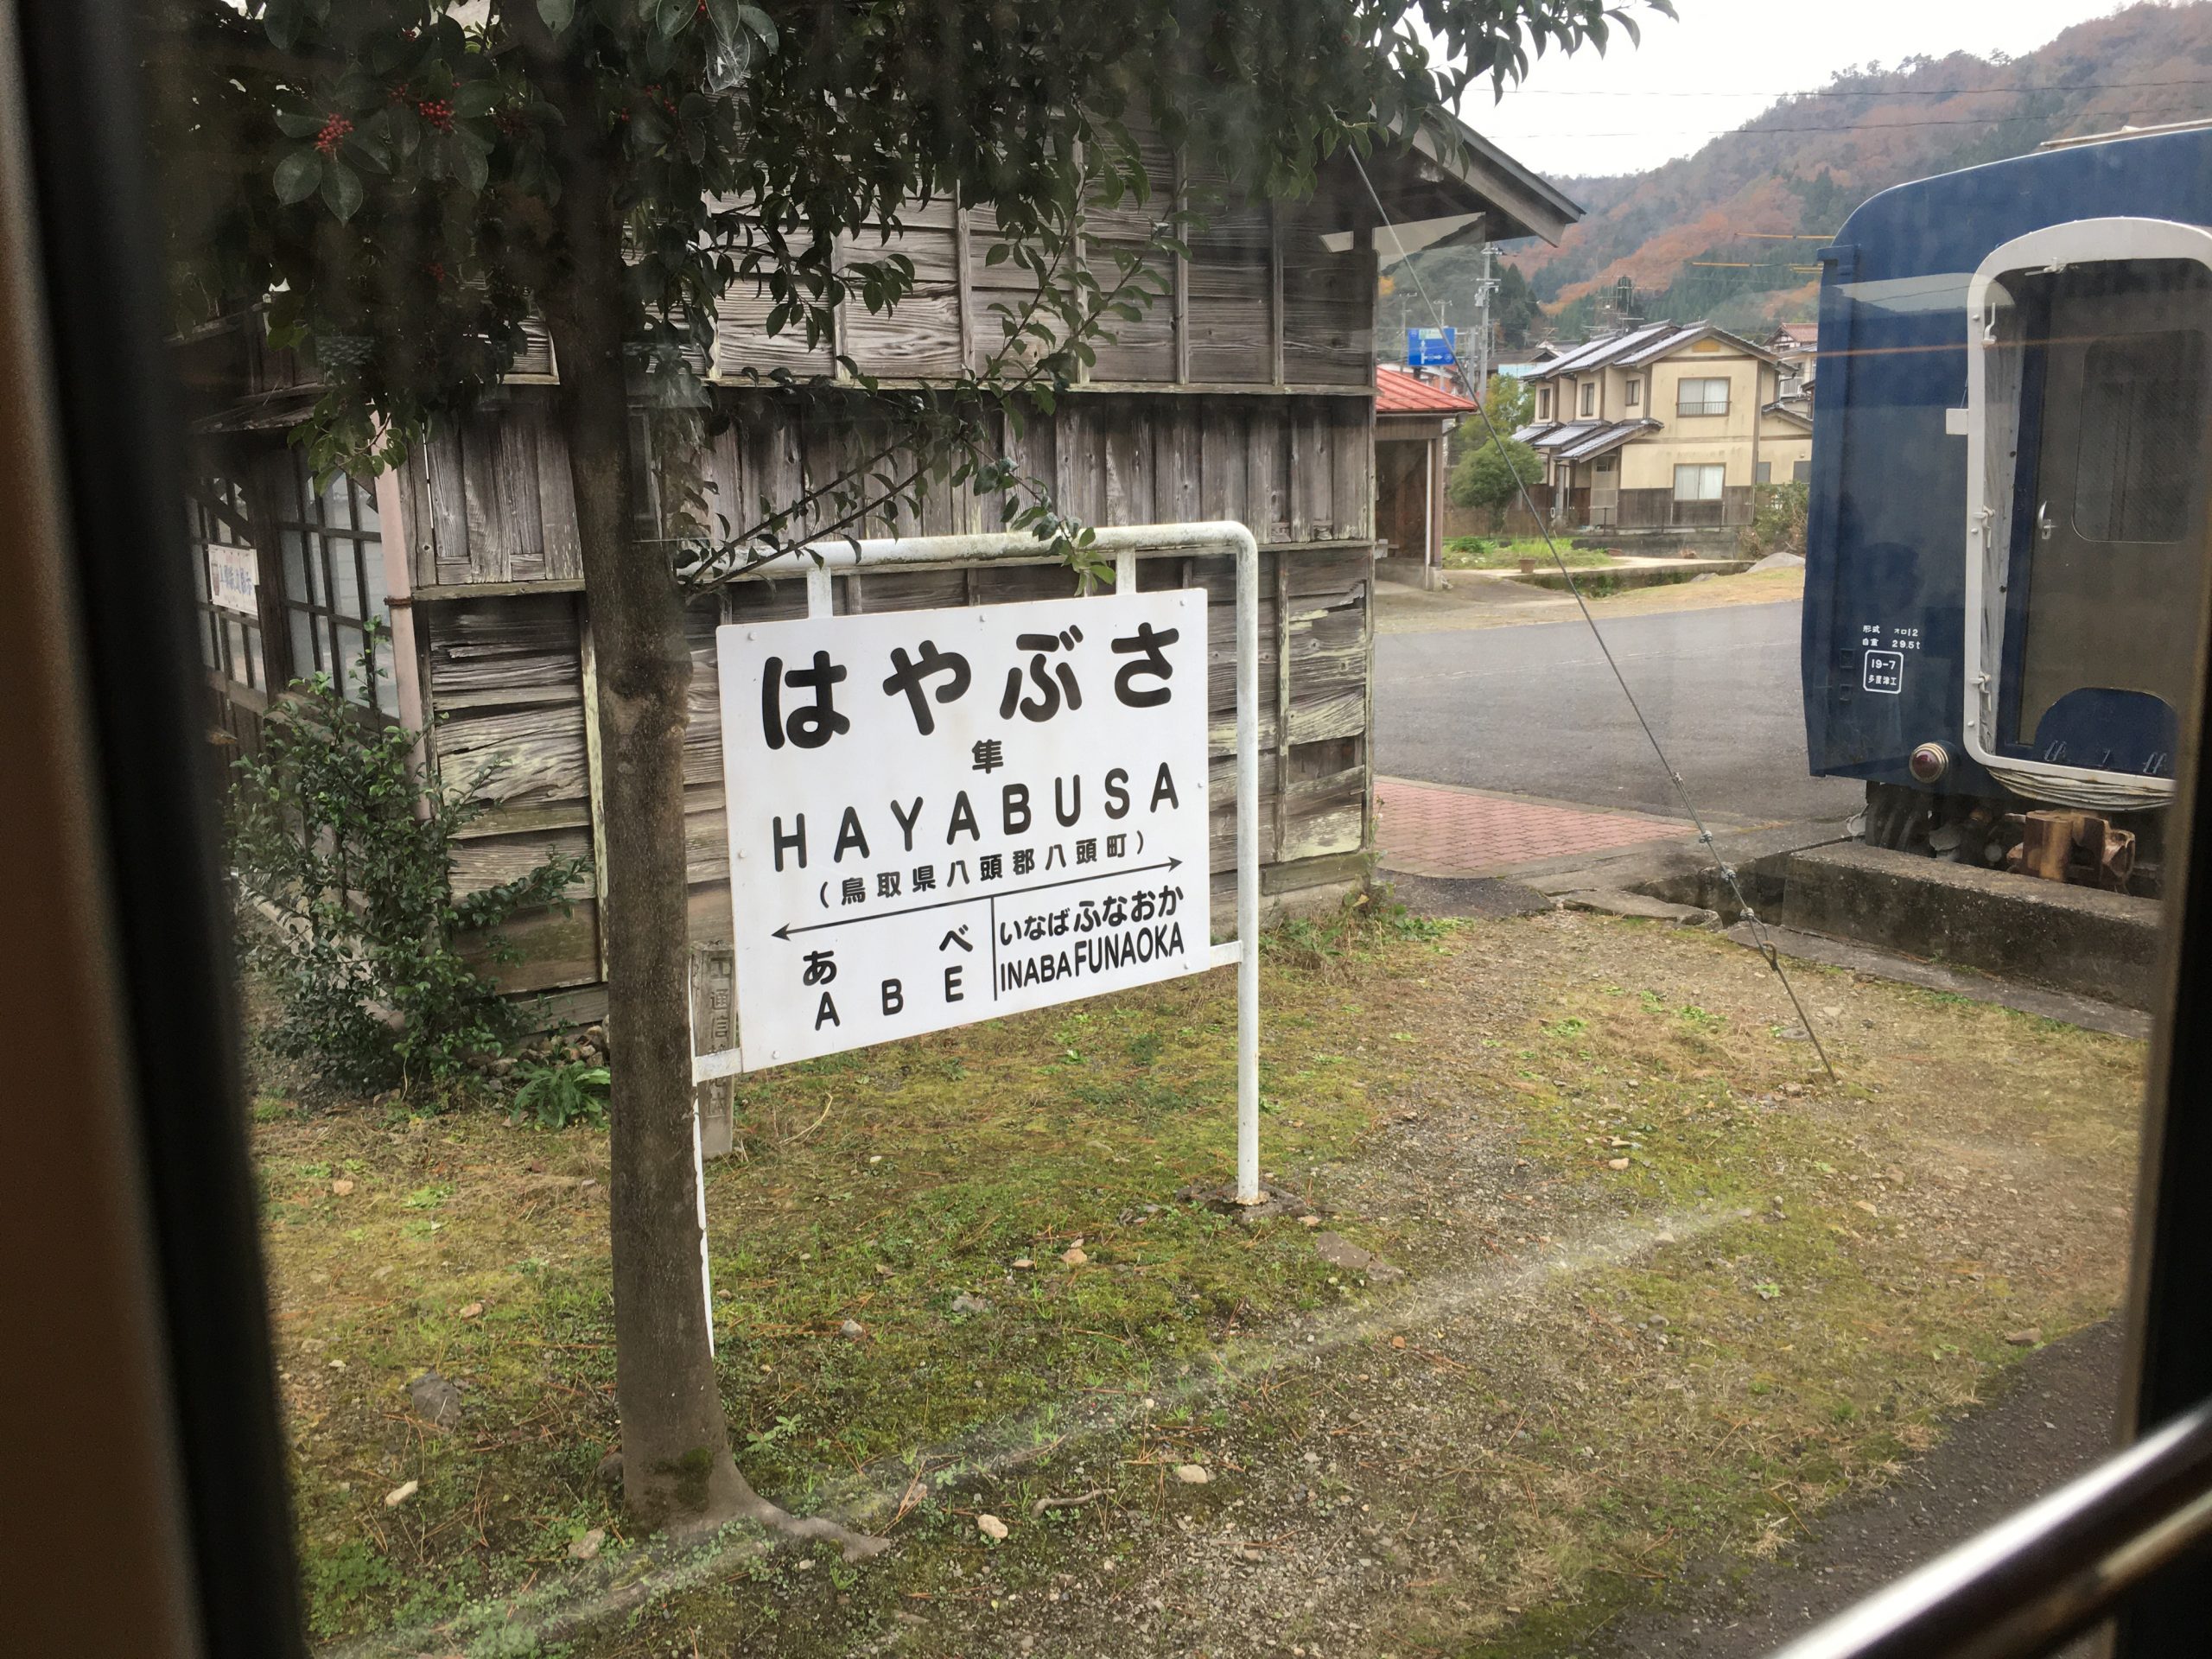 はやぶさ
隼
HAYABUSA
(鳥取県八頭郡八頭町)
あべ
ABE
いなばふなおか
INABAFUNAOKA
形式 オロ12
自重 29.5t
19-7
多度津工